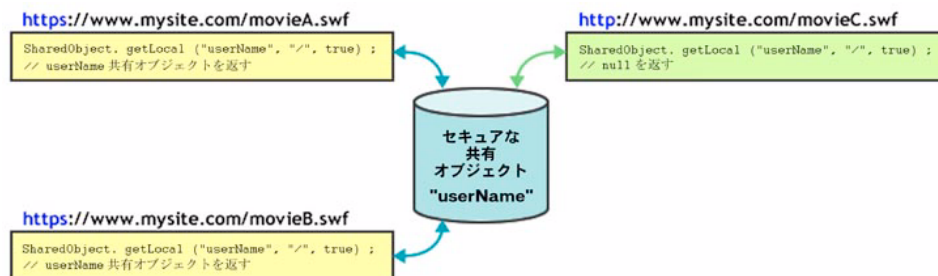 https://www.mysite.com/movieA.swf
SharedObject. getLocal ("userName", "/", true) ;
// userName 共有オブジェクトを返す
http://www.mysite.com/movieC.swf
SharedObject. getLocal ("userName", "/", true) ;
// null を返す
セキュアな
共有
オブジェクト
"userName"
https://www.mysite.com/movieB.swf
SharedObject. getLocal ("userName", "/", true) ;
// userName 共有オブジェクトを返す